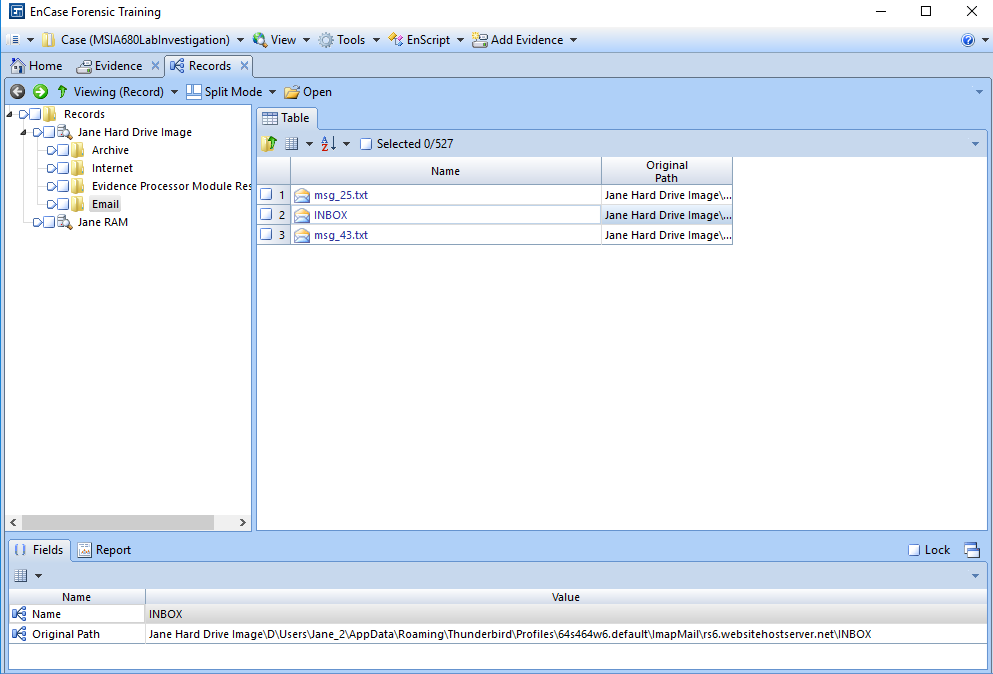 EnCase Forensic Training
Case (MSIA680LabInvestigation) View Tools EnScript Add Evidence
Home Evidence Records
Viewing (Record) Split Mode Open
Records
Jane Hard Drive Image
Archive
Internet
Evidence Processor Module Res
Email
Jane RAM
Table
Selected 0/527
Name Original
Path
1 msg_25.txt Jane Hard Drive Image\...
2 INBOX Jane Hard Drive Image\...
3 msg_43.txt Jane Hard Drive Image\...
Fields Report Lock
Name Value
Name INBOX
Original Path Jane Hard Drive Image\D\Users\Jane_2\AppData\Roaming\Thunderbird\Profiles\64s464w6.default\ImapMail\rs6.websitehostserver.net\INBOX